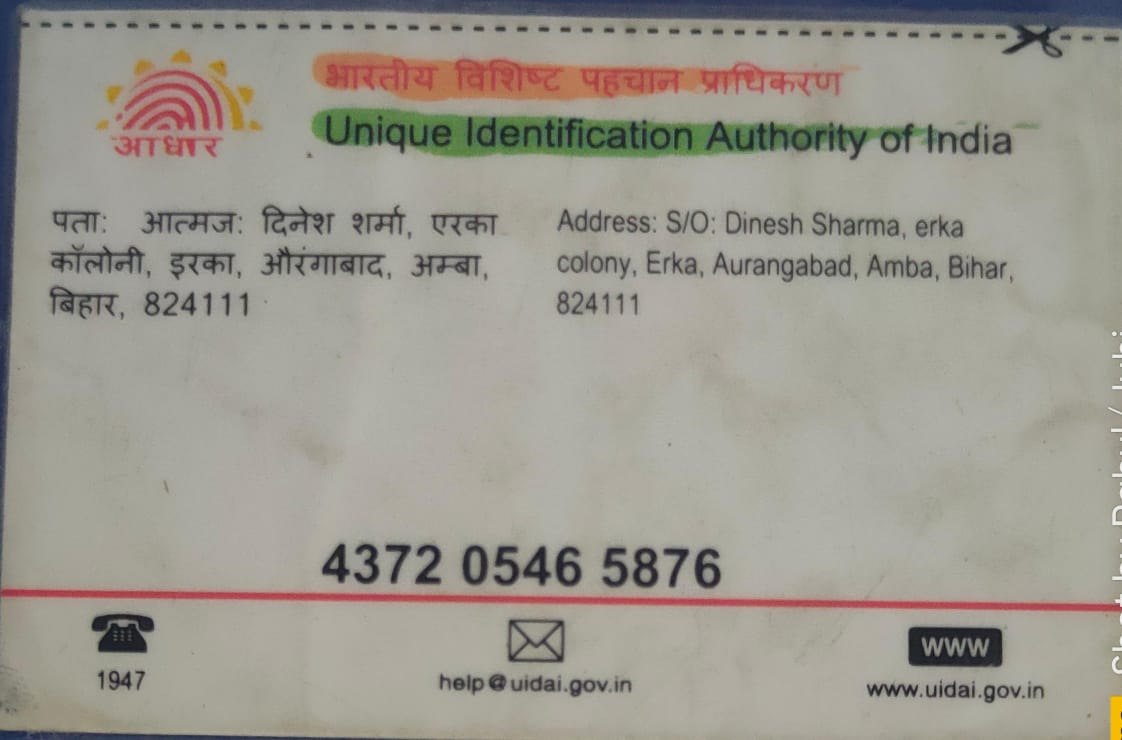 आधार
भारतीय विशिष्ट पहचान प्राधिकरण
Unique Identification Authority of India
पता: आत्मज: दिनेश शर्मा, एरका
कॉलोनी, इरका, औरंगाबाद, अम्बा,
बिहार, 824111
Address: S/O: Dinesh Sharma, erka
colony, Erka, Aurangabad, Amba, Bihar,
824111
4372 0546 5876
1947
help@uidai.gov.in
www
www.uidai.gov.in